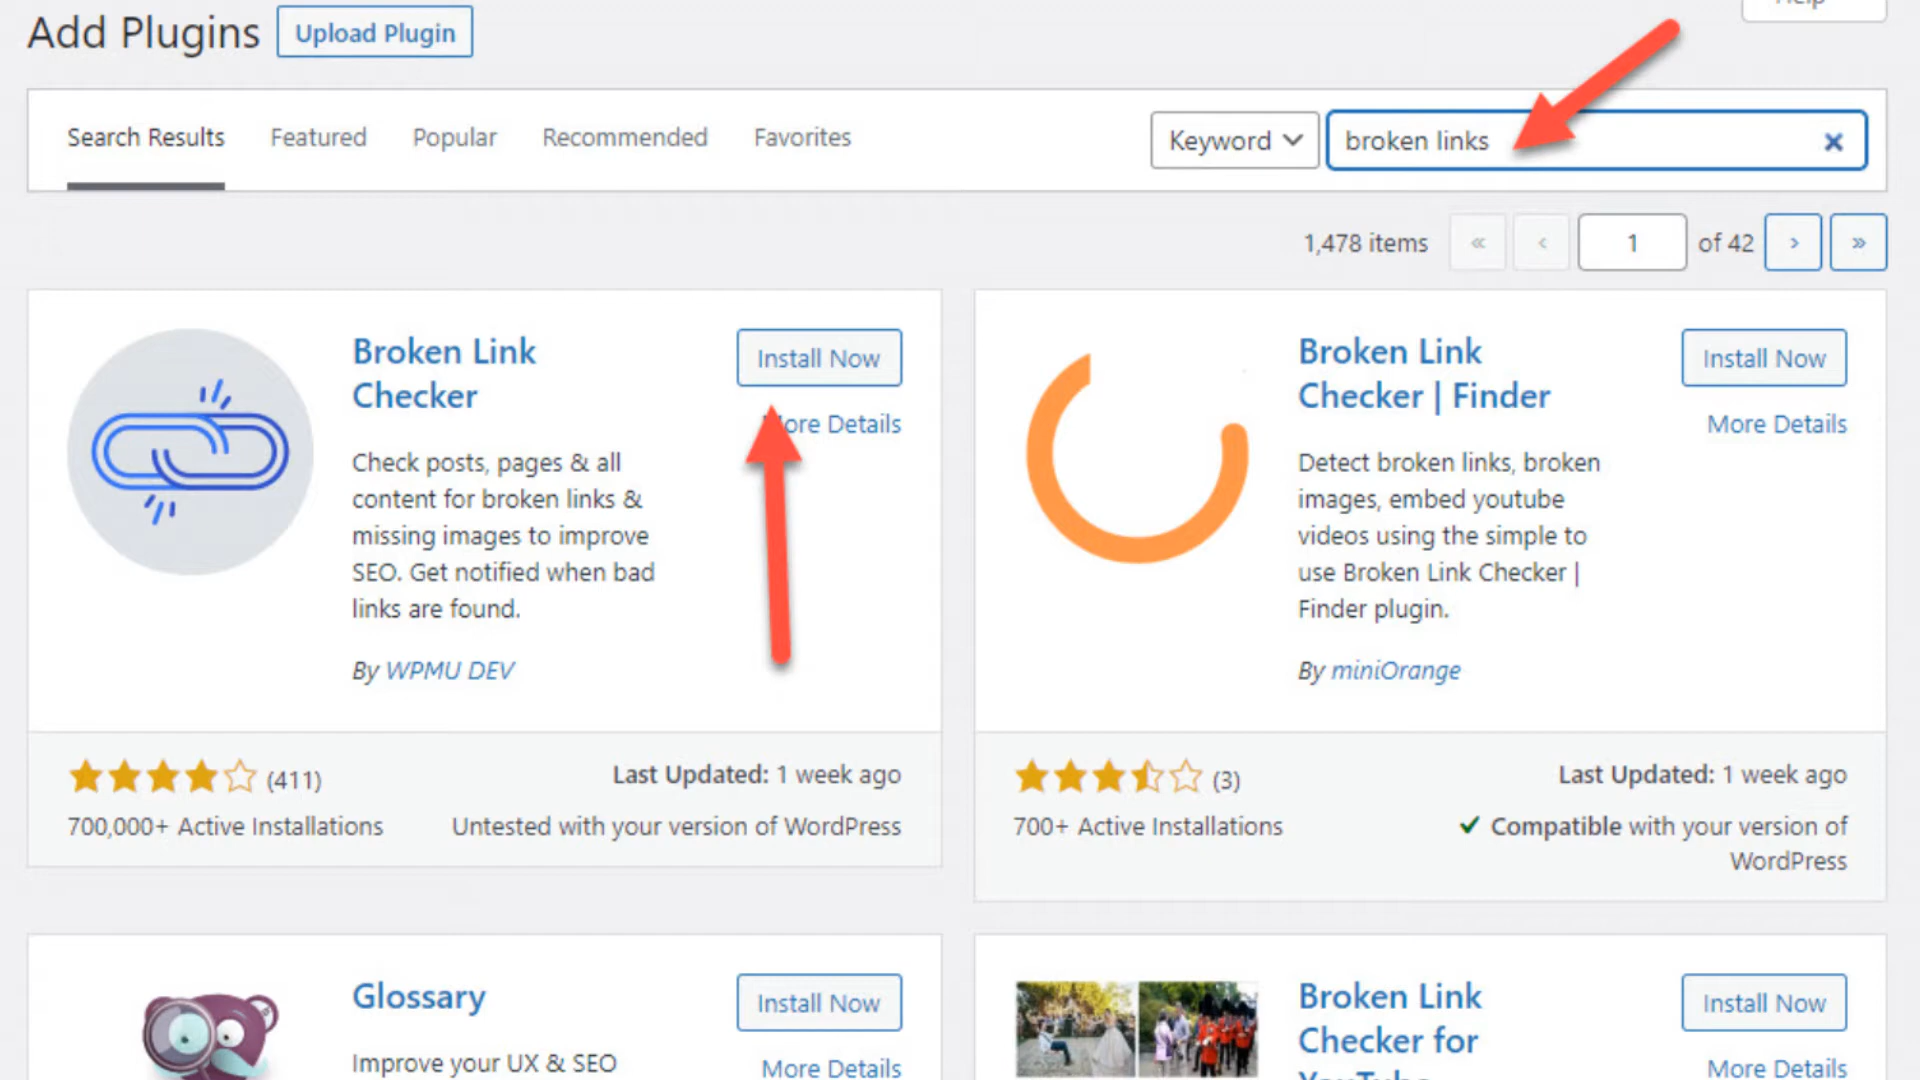 Help
Add Plugins
Upload Plugin
Search Results
Featured
Popular
Recommended
Favorites
Keyword
broken links
1,478 items
«
‹
1
of 42
›
»
Broken Link
Checker
Install Now
More Details
Check posts, pages & all
content for broken links &
missing images to improve
SEO. Get notified when bad
links are found.
By WPMU DEV
(411)
Last Updated: 1 week ago
700,000+ Active Installations
Untested with your version of WordPress
Broken Link
Checker | Finder
Install Now
More Details
Detect broken links, broken
images, embed youtube
videos using the simple to
use Broken Link Checker |
Finder plugin.
By miniOrange
(3)
Last Updated: 1 week ago
700+ Active Installations
Compatible with your version of
WordPress
Glossary
Install Now
More Details
Improve your UX & SEO
Broken Link
Checker for
YouTube
Install Now
More Details